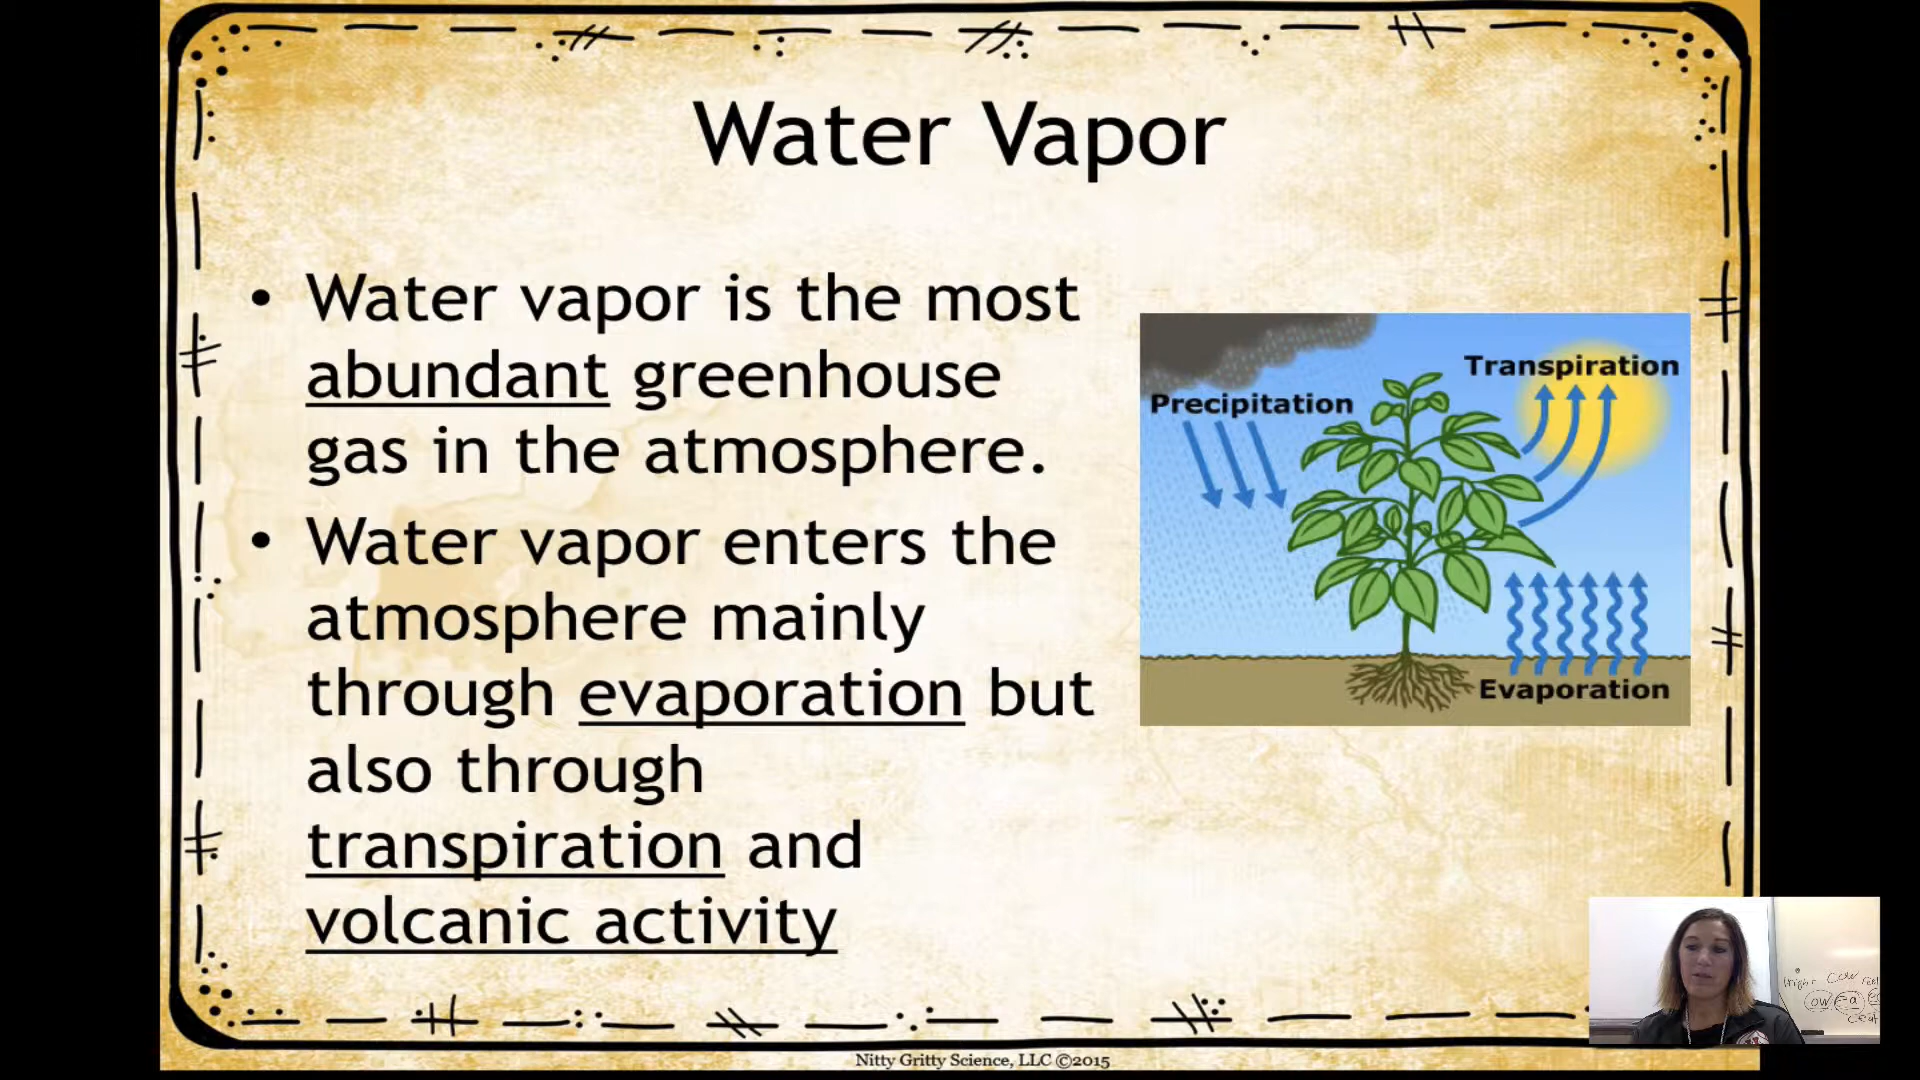 Water Vapor
• Water vapor is the most
abundant greenhouse
gas in the atmosphere.
• Water vapor enters the
atmosphere mainly
through evaporation but
also through
transpiration and
volcanic activity
Transpiration
Precipitation
Evaporation
ow -a
Nitty Gritty Science, LLC ©2015